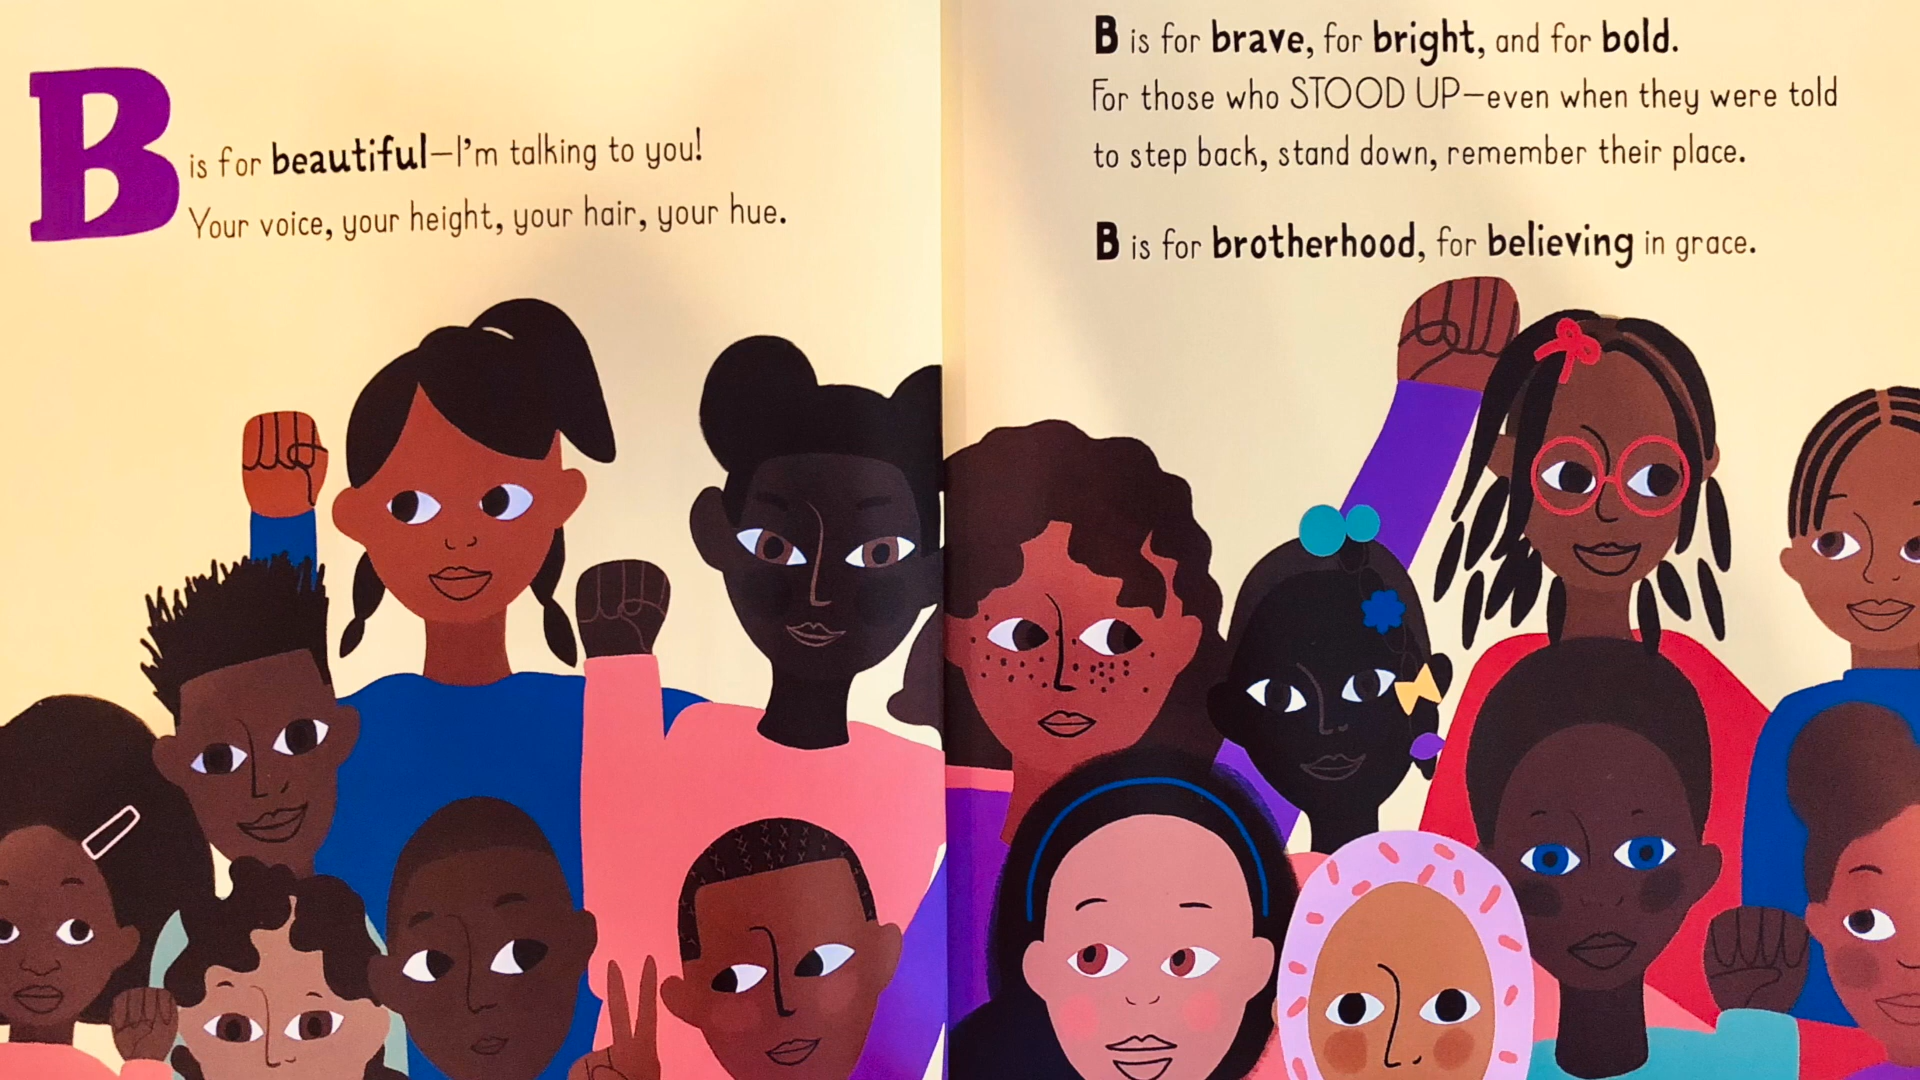 B is for beautiful—I'm talking to you!
Your voice, your height, your hair, your hue.
B is for brave, for bright, and for bold.
For those who STOOD UP—even when they were told
to step back, stand down, remember their place.
B is for brotherhood, for believing in grace.